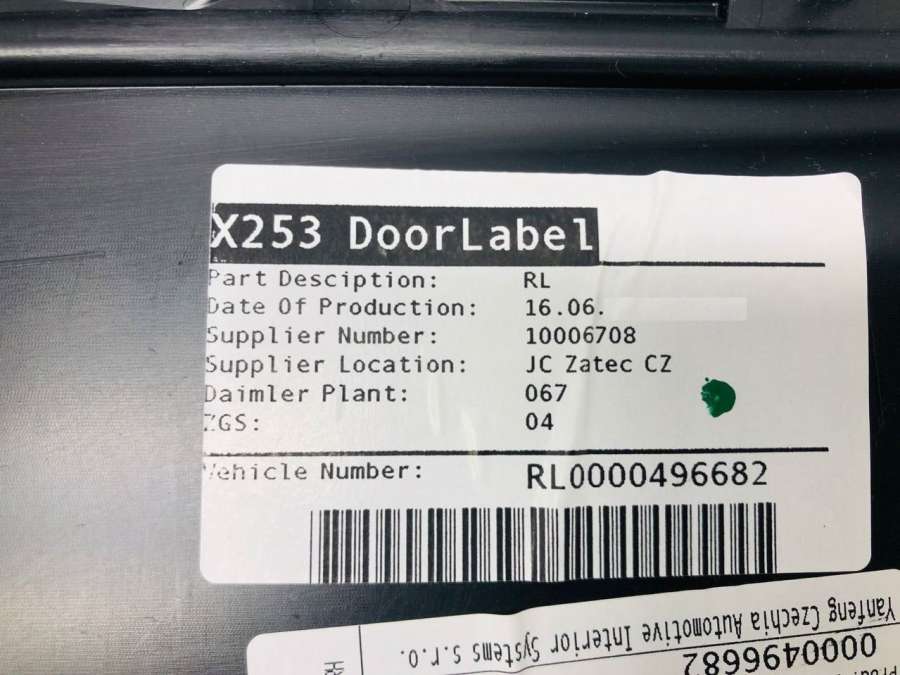 X253 DoorLabel
Part Desciption: RL
Date Of Production: 16.06.
Supplier Number: 10006708
Supplier Location: JC Zatec CZ
Daimler Plant: 067
ZGS: 04
Vehicle Number: RL0000496682
Yanfeng Czechia Automotive Interior Systems s.r.o.
0000496682